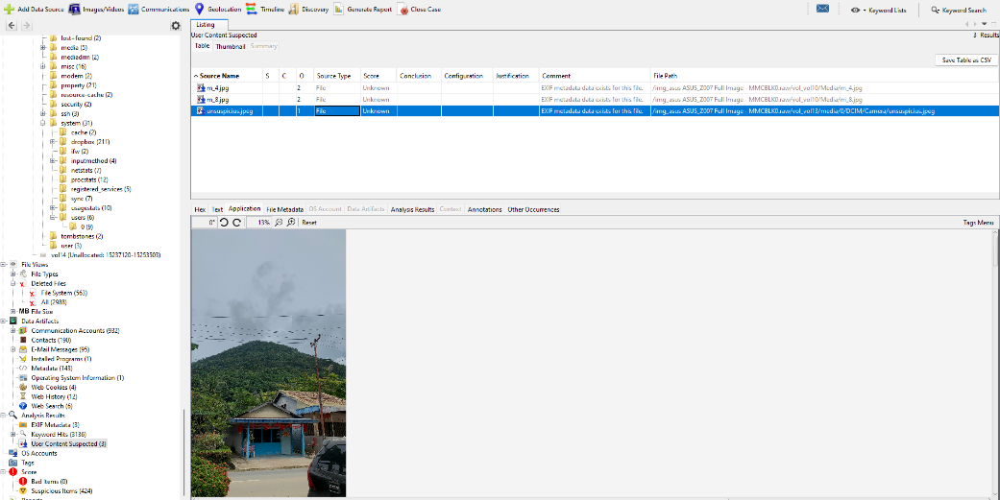 Add Data Source Images/Videos Communications Geolocation Timeline Discovery Generate Report Close Case Keyword Lists Keyword Search
Listing
User Content Suspected 3 Results
Table Thumbnail Summary
Save Table as CSV
Source Name S C O Source Type Score Conclusion Configuration Justification Comment File Path
m_4.jpg 2 File Unknown EXIF metadata data exists for this file. /img_asus ASUS_Z007 Full Image - MMCBLK0.raw/vol_vol10/Media/m_4.jpg
m_8.jpg 2 File Unknown EXIF metadata data exists for this file. /img_asus ASUS_Z007 Full Image - MMCBLK0.raw/vol_vol10/Media/m_8.jpg
unsuspicius.jpeg 1 File Unknown EXIF metadata data exists for this file. /img_asus ASUS_Z007 Full Image - MMCBLK0.raw/vol_vol13/media/0/DCIM/Camera/unsuspicius.jpeg
Hex Text Application File Metadata OS Account Data Artifacts Analysis Results Context Annotations Other Occurrences
0° 13% Reset Tags Menu
lost-found (2)
media (5)
mediadrm (2)
misc (16)
modem (2)
property (21)
resource-cache (2)
security (2)
ssh (3)
system (31)
cache (2)
dropbox (211)
ifw (2)
inputmethod (4)
netstats (7)
procstats (12)
registered_services (5)
sync (7)
usagestats (10)
users (6)
0 (9)
tombstones (2)
user (3)
vol14 (Unallocated: 15237120-15253503)
File Views
File Types
Deleted Files
File System (563)
All (2988)
MB File Size
Data Artifacts
Communication Accounts (932)
Contacts (190)
E-Mail Messages (95)
Installed Programs (1)
Metadata (143)
Operating System Information (1)
Web Cookies (4)
Web History (12)
Web Search (6)
Analysis Results
EXIF Metadata (3)
Keyword Hits (3136)
User Content Suspected (3)
OS Accounts
Tags
Score
Bad Items (0)
Suspicious Items (424)
Reports